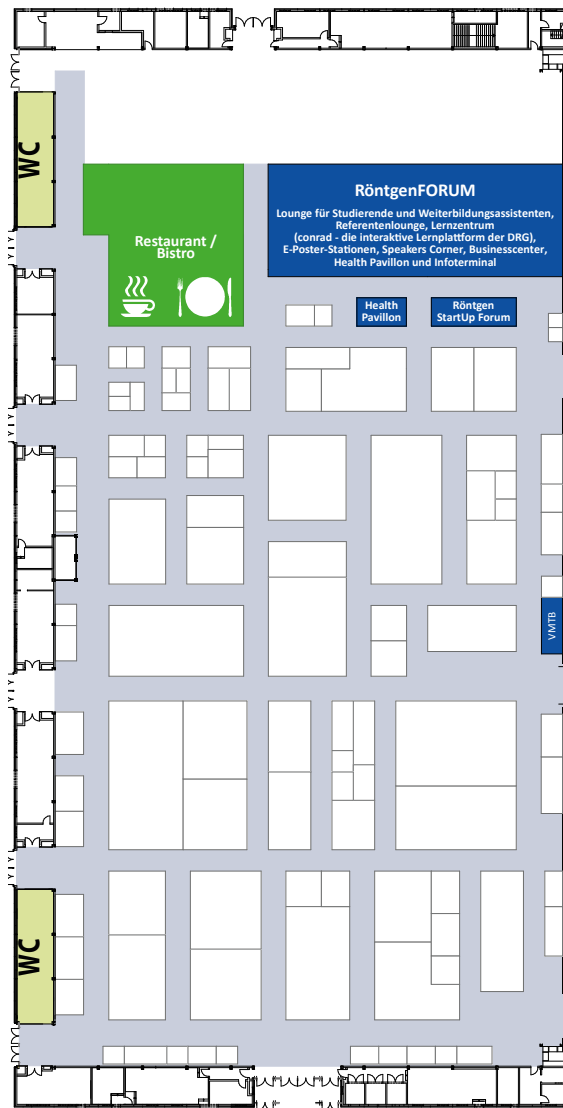 WC
RöntgenFORUM
Lounge für Studierende und Weiterbildungsassistenten,
Referentenlounge, Lernzentrum
(conrad - die interaktive Lernplattform der DRG),
E-Poster-Stationen, Speakers Corner, Businesscenter,
Health Pavillon und Infoterminal
Restaurant /
Bistro
Health
Pavillon
Röntgen
StartUp Forum
VMTB
WC